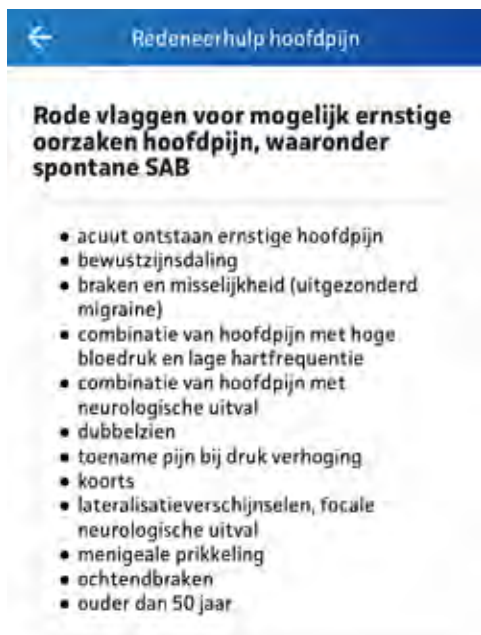 Redeneerhulp hoofdpijn
Rode vlaggen voor mogelijk ernstige
oorzaken hoofdpijn, waaronder
spontane SAB
• acuut ontstaan ernstige hoofdpijn
• bewustzijnsdaling
• braken en misselijkheid (uitgezonderd
migraine)
• combinatie van hoofdpijn met hoge
bloedruk en lage hartfrequentie
• combinatie van hoofdpijn met
neurologische uitval
• dubbelzien
• toename pijn bij druk verhoging
• koorts
• lateralisatieverschijnselen, focale
neurologische uitval
• menigeale prikkeling
• ochtendbraken
• ouder dan 50 jaar